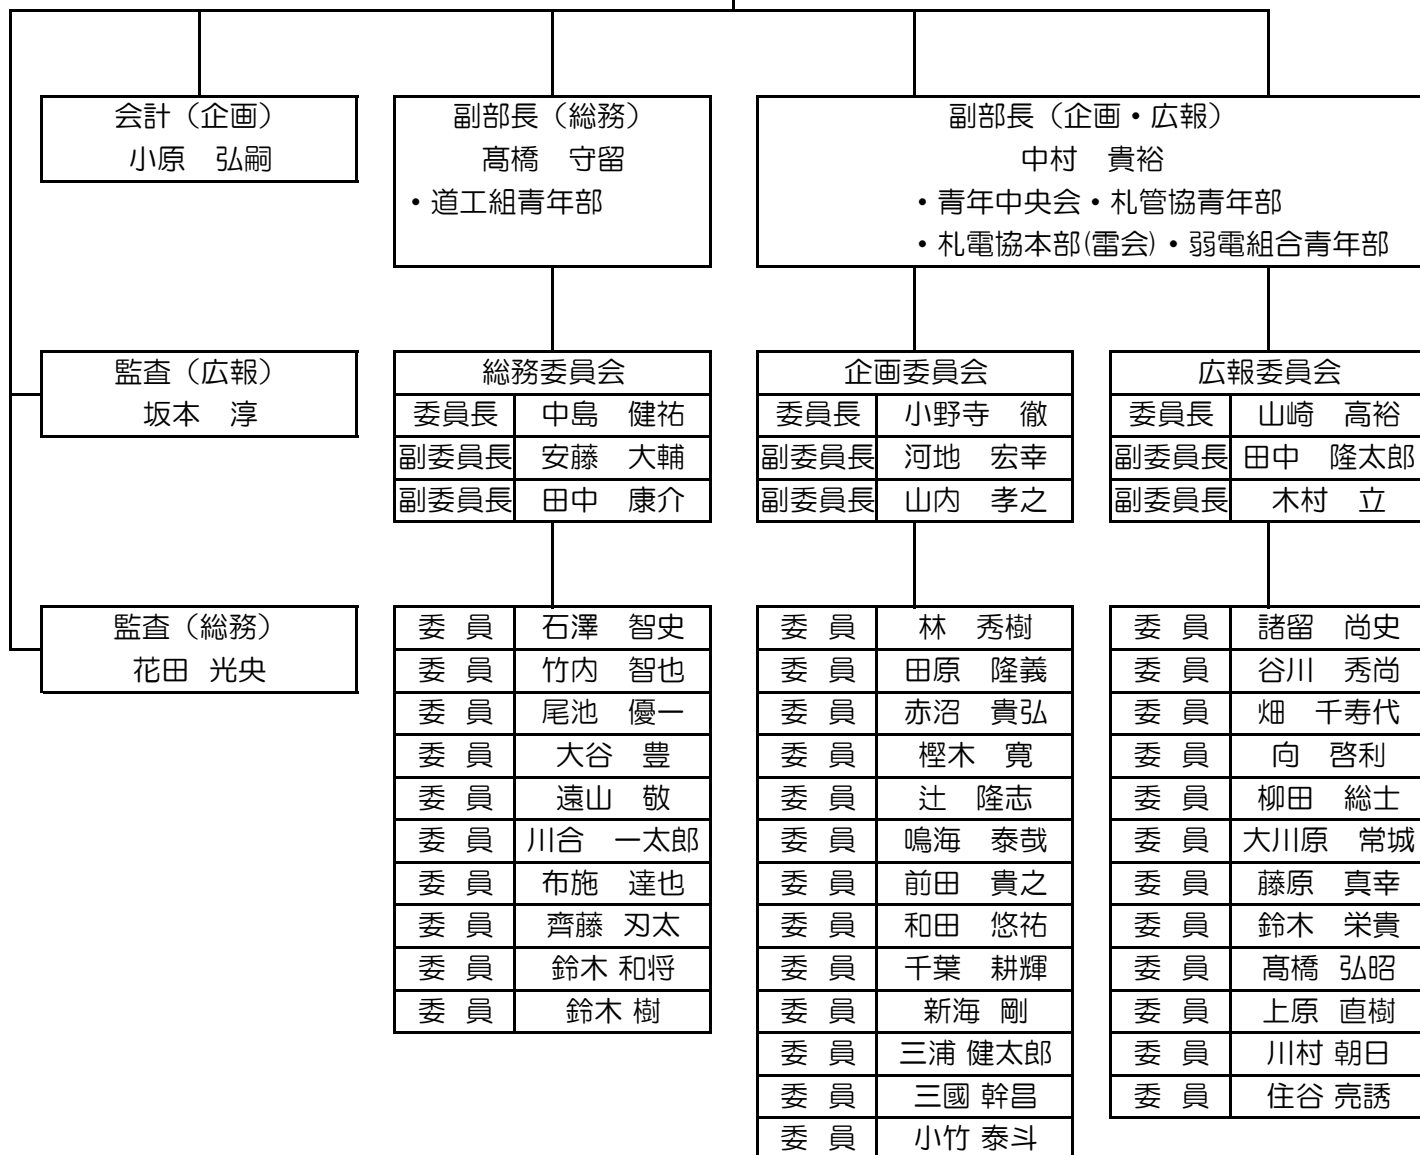 会計（企画）
小原　弘嗣
副部長（総務）
髙橋　守留
・道工組青年部
副部長（企画・広報）
中村　貴裕
・青年中央会・札管協青年部
・札電協本部(雷会)・弱電組合青年部
監査（広報）
坂本　淳
総務委員会
委員長　中島　健祐
副委員長　安藤　大輔
副委員長　田中　康介
企画委員会
委員長　小野寺　徹
副委員長　河地　宏幸
副委員長　山内　孝之
広報委員会
委員長　山崎　高裕
副委員長　田中　隆太郎
副委員長　木村　立
監査（総務）
花田 光央
委 員　石澤　智史
委 員　竹内　智也
委 員　尾池　優一
委 員　大谷　豊
委 員　遠山　敬
委 員　川合　一太郎
委 員　布施　達也
委 員　齊藤 刃太
委 員　鈴木 和将
委 員　鈴木 樹
委 員　林　秀樹
委 員　田原　隆義
委 員　赤沼　貴弘
委 員　樫木　寛
委 員　辻　隆志
委 員　鳴海　泰哉
委 員　前田　貴之
委 員　和田　悠祐
委 員　千葉　耕輝
委 員　新海 剛
委 員　三浦 健太郎
委 員　三國 幹昌
委 員　小竹 泰斗
委 員　諸留　尚史
委 員　谷川　秀尚
委 員　畑　千寿代
委 員　向　啓利
委 員　柳田　総士
委 員　大川原　常城
委 員　藤原　真幸
委 員　鈴木　栄貴
委 員　髙橋 弘昭
委 員　上原 直樹
委 員　川村 朝日
委 員　住谷 亮誘